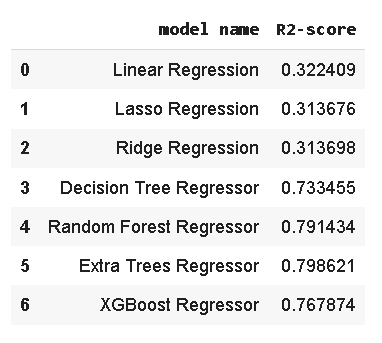 model name R2-score
0 Linear Regression 0.322409
1 Lasso Regression 0.313676
2 Ridge Regression 0.313698
3 Decision Tree Regressor 0.733455
4 Random Forest Regressor 0.791434
5 Extra Trees Regressor 0.798621
6 XGBoost Regressor 0.767874